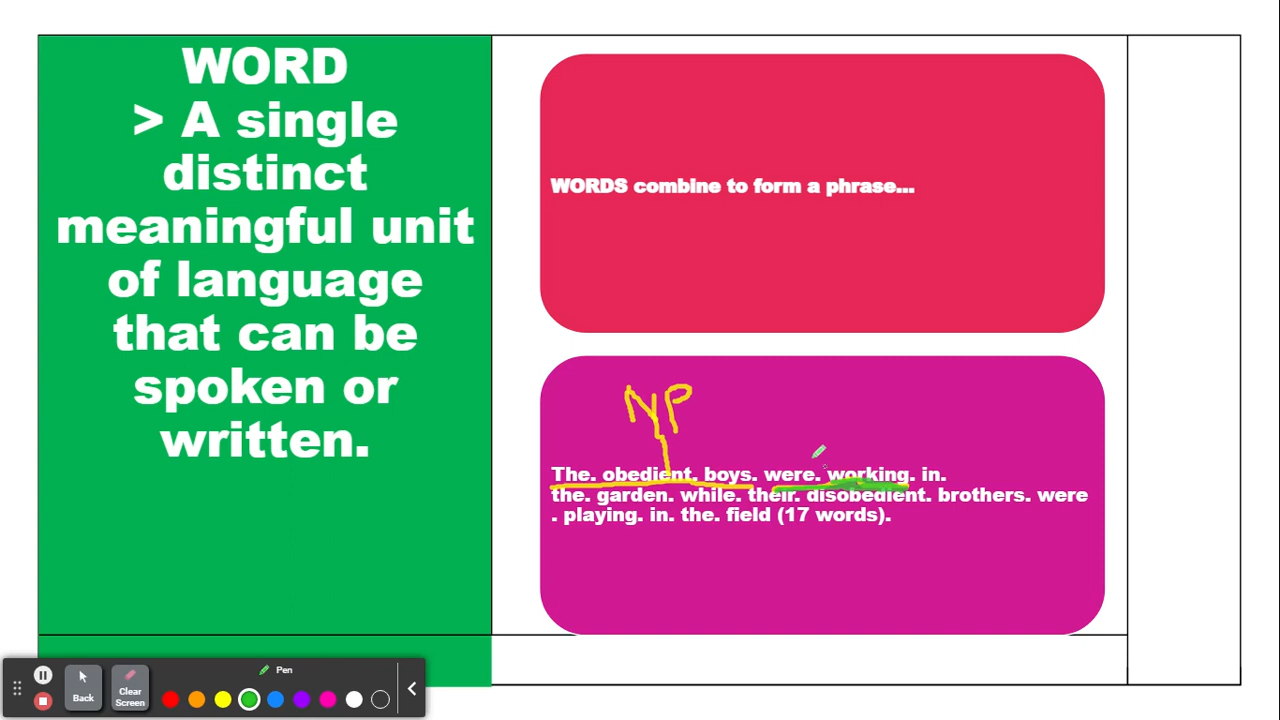 WORD
> A single
distinct
meaningful unit
of language
that can be
spoken or
written.
WORDS combine to form a phrase...
NP
The. obedient. boys. were. working. in.
the. garden. while. their. disobedient. brothers. were
. playing. in. the. field (17 words).
Pen
Back
Clear
Screen